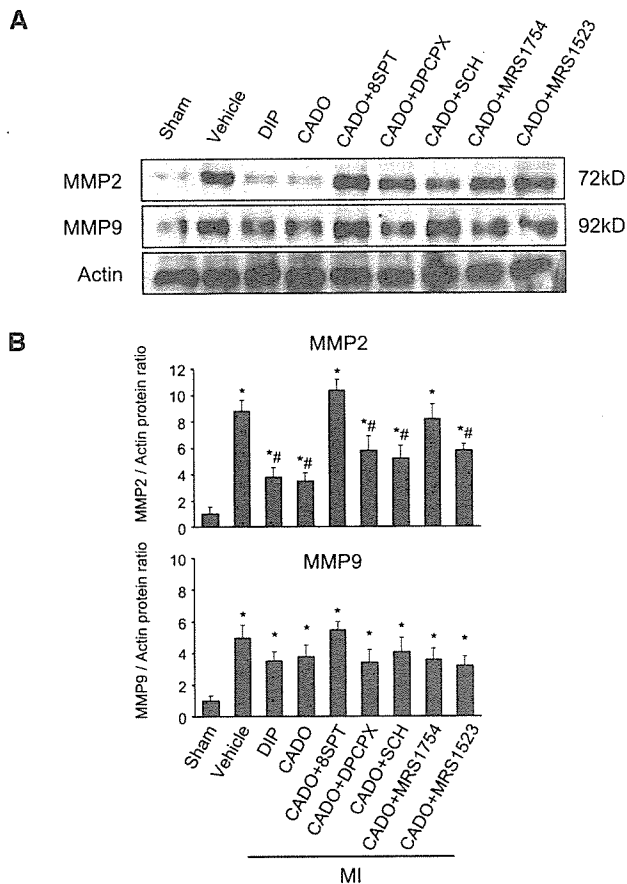 A
Sham
Vehicle
DIP
CADO
CADO+8SPT
CADO+DPCPX
CADO+SCH
CADO+MRS1754
CADO+MRS1523
MMP2
72kD
MMP9
92kD
Actin
B
MMP2
MMP2 / Actin protein ratio
12
10
8
6
4
2
0
*
*#
*#
*
*#
*#
*
*#
MMP9
MMP9 / Actin protein ratio
10
8
6
4
2
0
*
*
*
*
*
*
*
*
Sham
Vehicle
DIP
CADO
CADO+8SPT
CADO+DPCPX
CADO+SCH
CADO+MRS1754
CADO+MRS1523
MI